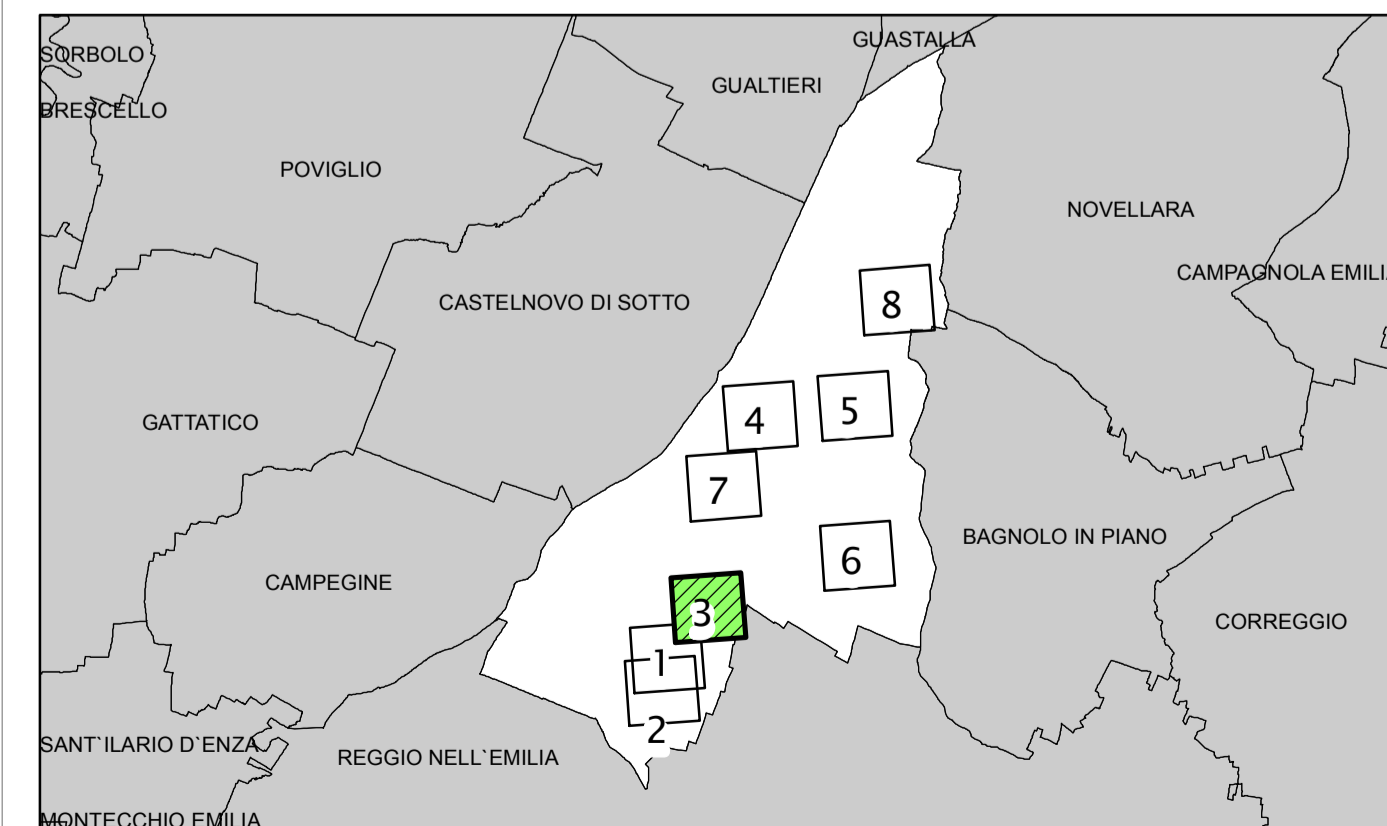 GUASTALLA
SORBOLO
GUALTIERI
BRESCELLO
POVIGLIO
NOVELLARA
CAMPAGNOLA EMILI
CASTELNOVO DI SOTTO
8
5
4
GATTATICO
7
BAGNOLO IN PIANO
6
CAMPEGINE
3
CORREGGIO
1
2
SANT`ILARIO D`ENZA
REGGIO NELL`EMILIA
MONTECCHIO EMILIA